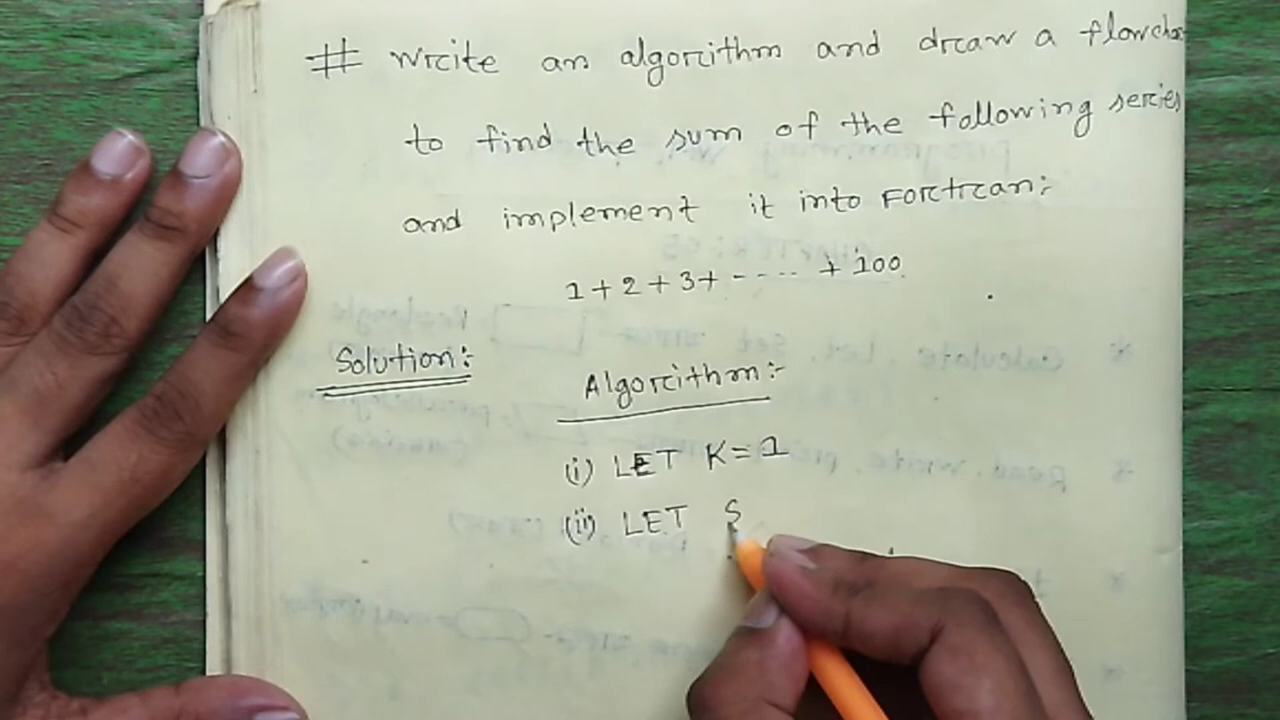 # write an algorithm and draw a flowcha
to find the sum of the following series
and implement it into Fortran:
1+2+3+ - .... + 100.
Solution:-
Algorithm:-
(i) LET K=1
(ii) LET S